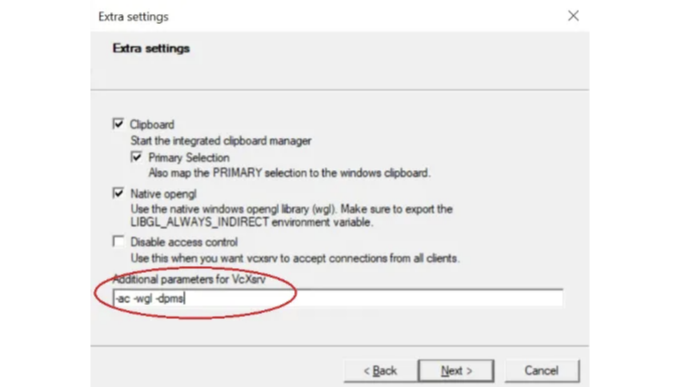 Extra settings
Extra settings
Clipboard
Start the integrated clipboard manager
Primary Selection
Also map the PRIMARY selection to the windows clipboard.
Native opengl
Use the native windows opengl library (wgl). Make sure to export the
LIBGL_ALWAYS_INDIRECT environment variable.
Disable access control
Use this when you want vcxsrv to accept connections from all clients.
Additional parameters for VcXsrv
-ac -wgl -dpms
< Back Next > Cancel